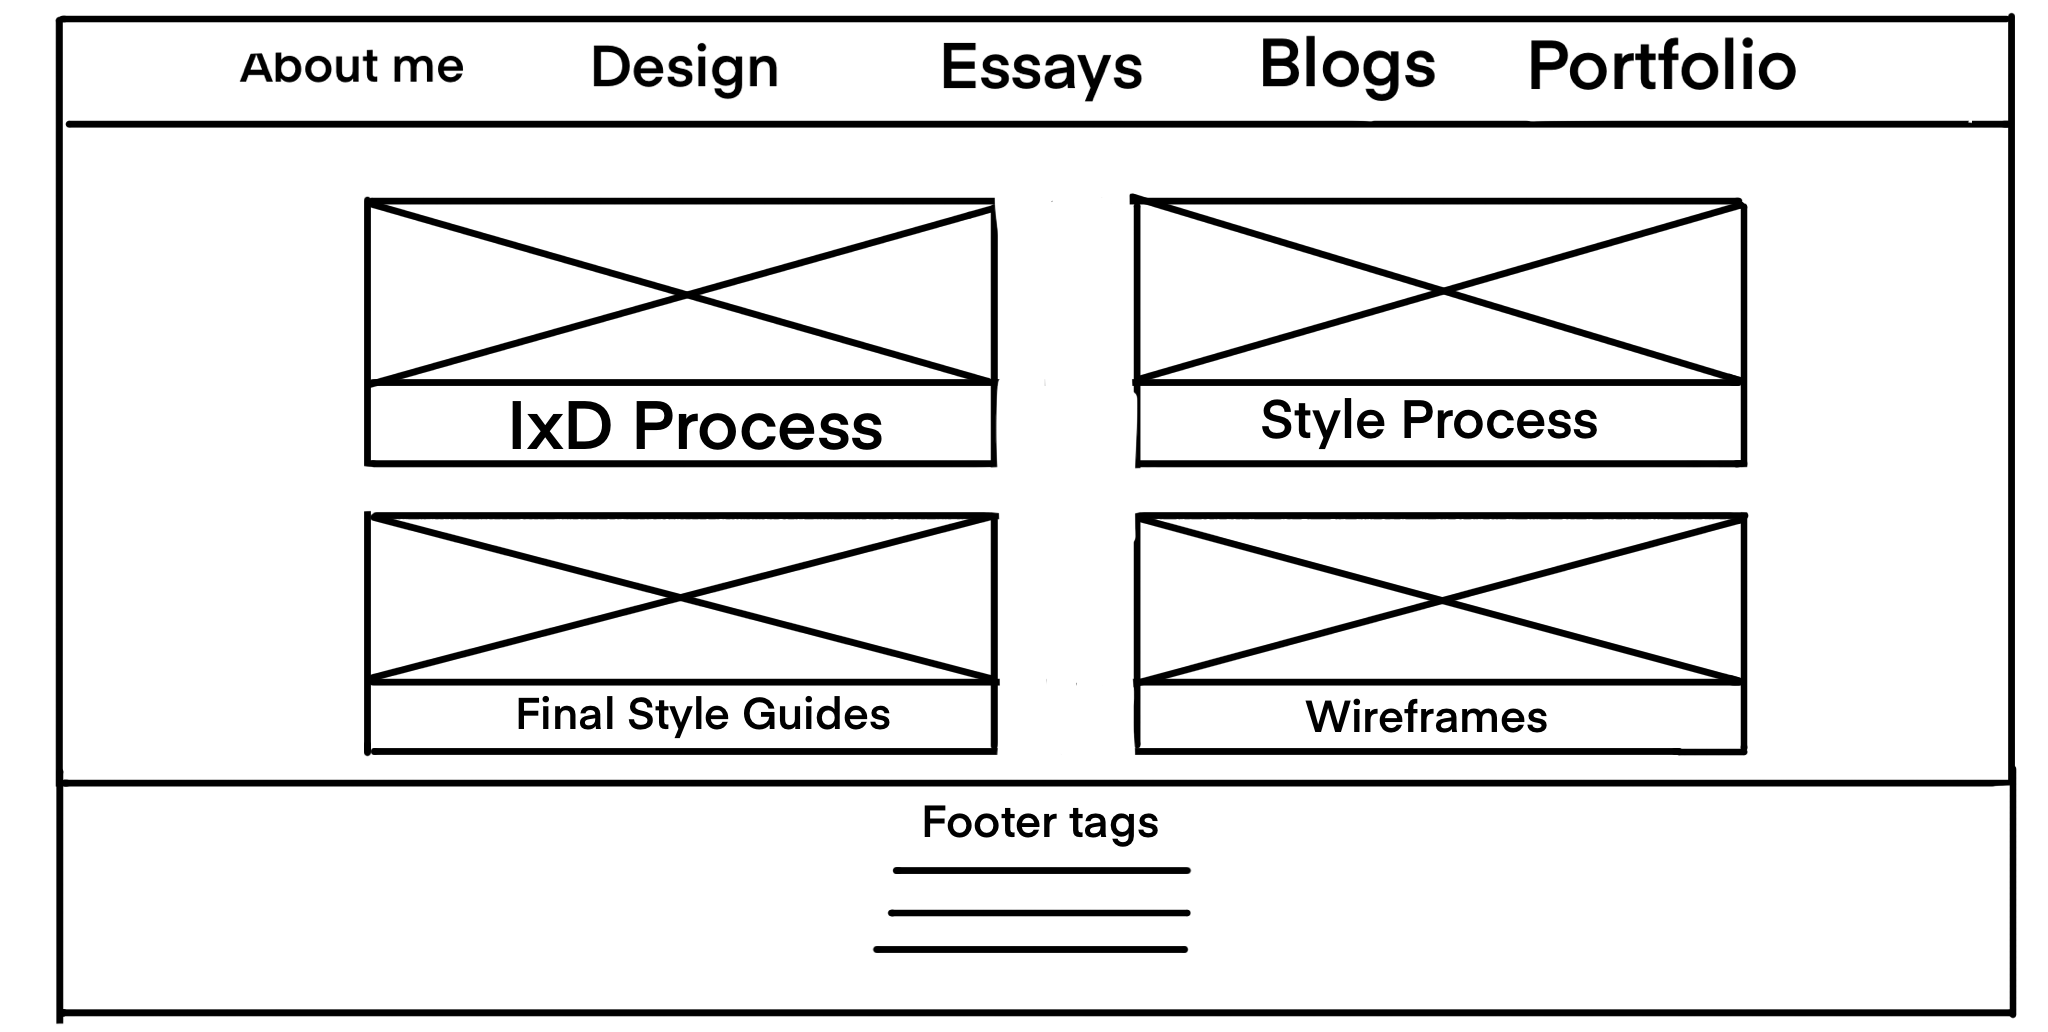 About me Design Essays Blogs Portfolio
IxD Process
Style Process
Final Style Guides
Wireframes
Footer tags